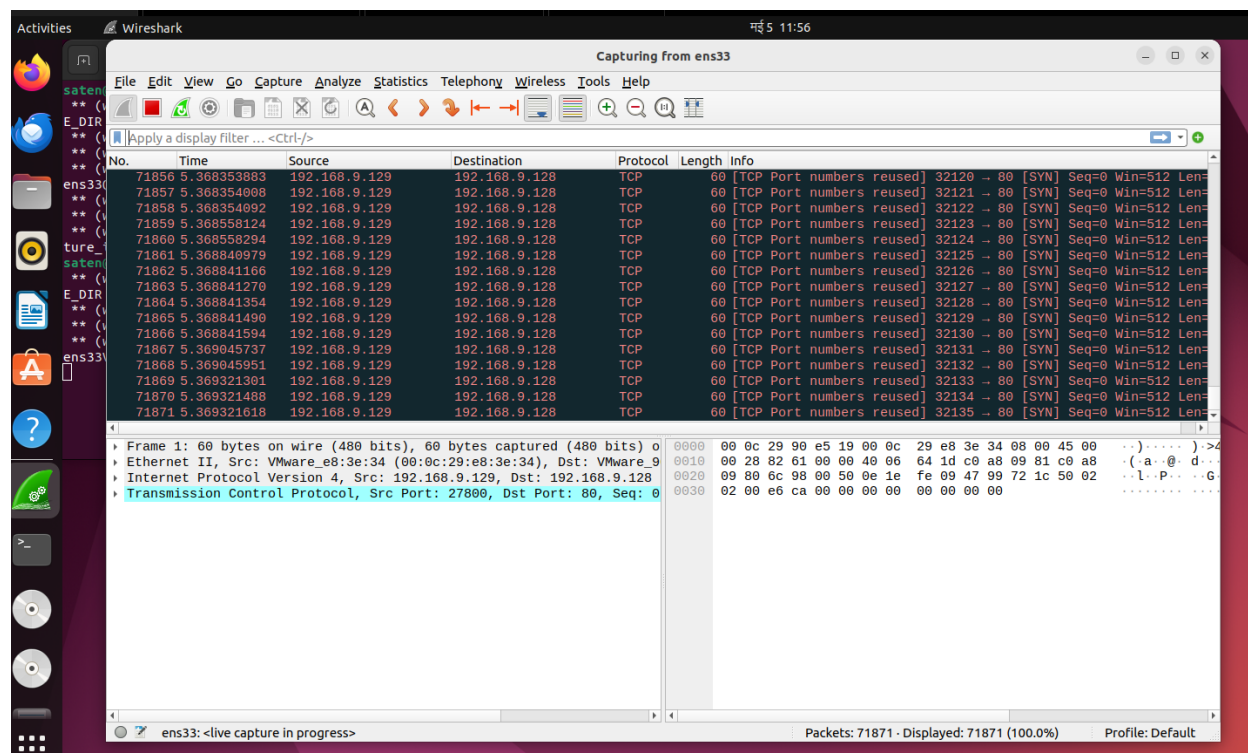 Activities Wireshark मई 5 11:56
Capturing from ens33
File Edit View Go Capture Analyze Statistics Telephony Wireless Tools Help
Apply a display filter … <Ctrl-/>
No. Time Source Destination Protocol Length Info
71856 5.368353883 192.168.9.129 192.168.9.128 TCP 60 [TCP Port numbers reused] 32120 → 80 [SYN] Seq=0 Win=512 Len=
71857 5.368354008 192.168.9.129 192.168.9.128 TCP 60 [TCP Port numbers reused] 32121 → 80 [SYN] Seq=0 Win=512 Len=
71858 5.368354092 192.168.9.129 192.168.9.128 TCP 60 [TCP Port numbers reused] 32122 → 80 [SYN] Seq=0 Win=512 Len=
71859 5.368558124 192.168.9.129 192.168.9.128 TCP 60 [TCP Port numbers reused] 32123 → 80 [SYN] Seq=0 Win=512 Len=
71860 5.368558294 192.168.9.129 192.168.9.128 TCP 60 [TCP Port numbers reused] 32124 → 80 [SYN] Seq=0 Win=512 Len=
71861 5.368840979 192.168.9.129 192.168.9.128 TCP 60 [TCP Port numbers reused] 32125 → 80 [SYN] Seq=0 Win=512 Len=
71862 5.368841166 192.168.9.129 192.168.9.128 TCP 60 [TCP Port numbers reused] 32126 → 80 [SYN] Seq=0 Win=512 Len=
71863 5.368841270 192.168.9.129 192.168.9.128 TCP 60 [TCP Port numbers reused] 32127 → 80 [SYN] Seq=0 Win=512 Len=
71864 5.368841354 192.168.9.129 192.168.9.128 TCP 60 [TCP Port numbers reused] 32128 → 80 [SYN] Seq=0 Win=512 Len=
71865 5.368841490 192.168.9.129 192.168.9.128 TCP 60 [TCP Port numbers reused] 32129 → 80 [SYN] Seq=0 Win=512 Len=
71866 5.368841594 192.168.9.129 192.168.9.128 TCP 60 [TCP Port numbers reused] 32130 → 80 [SYN] Seq=0 Win=512 Len=
71867 5.369045737 192.168.9.129 192.168.9.128 TCP 60 [TCP Port numbers reused] 32131 → 80 [SYN] Seq=0 Win=512 Len=
71868 5.369045951 192.168.9.129 192.168.9.128 TCP 60 [TCP Port numbers reused] 32132 → 80 [SYN] Seq=0 Win=512 Len=
71869 5.369321301 192.168.9.129 192.168.9.128 TCP 60 [TCP Port numbers reused] 32133 → 80 [SYN] Seq=0 Win=512 Len=
71870 5.369321488 192.168.9.129 192.168.9.128 TCP 60 [TCP Port numbers reused] 32134 → 80 [SYN] Seq=0 Win=512 Len=
71871 5.369321618 192.168.9.129 192.168.9.128 TCP 60 [TCP Port numbers reused] 32135 → 80 [SYN] Seq=0 Win=512 Len=
Frame 1: 60 bytes on wire (480 bits), 60 bytes captured (480 bits) o
Ethernet II, Src: VMware_e8:3e:34 (00:0c:29:e8:3e:34), Dst: VMware_9
Internet Protocol Version 4, Src: 192.168.9.129, Dst: 192.168.9.128
Transmission Control Protocol, Src Port: 27800, Dst Port: 80, Seq: 0
0000 00 0c 29 90 e5 19 00 0c 29 e8 3e 34 08 00 45 00 ··)····· )·>4
0010 00 28 82 61 00 00 40 06 64 1d c0 a8 09 81 c0 a8 ·(·a··@· d···
0020 09 80 6c 98 00 50 0e 1e fe 09 47 99 72 1c 50 02 ··l··P·· ··G·
0030 02 00 e6 ca 00 00 00 00 00 00 00 00 ········ ····
ens33: <live capture in progress> Packets: 71871 · Displayed: 71871 (100.0%) Profile: Default